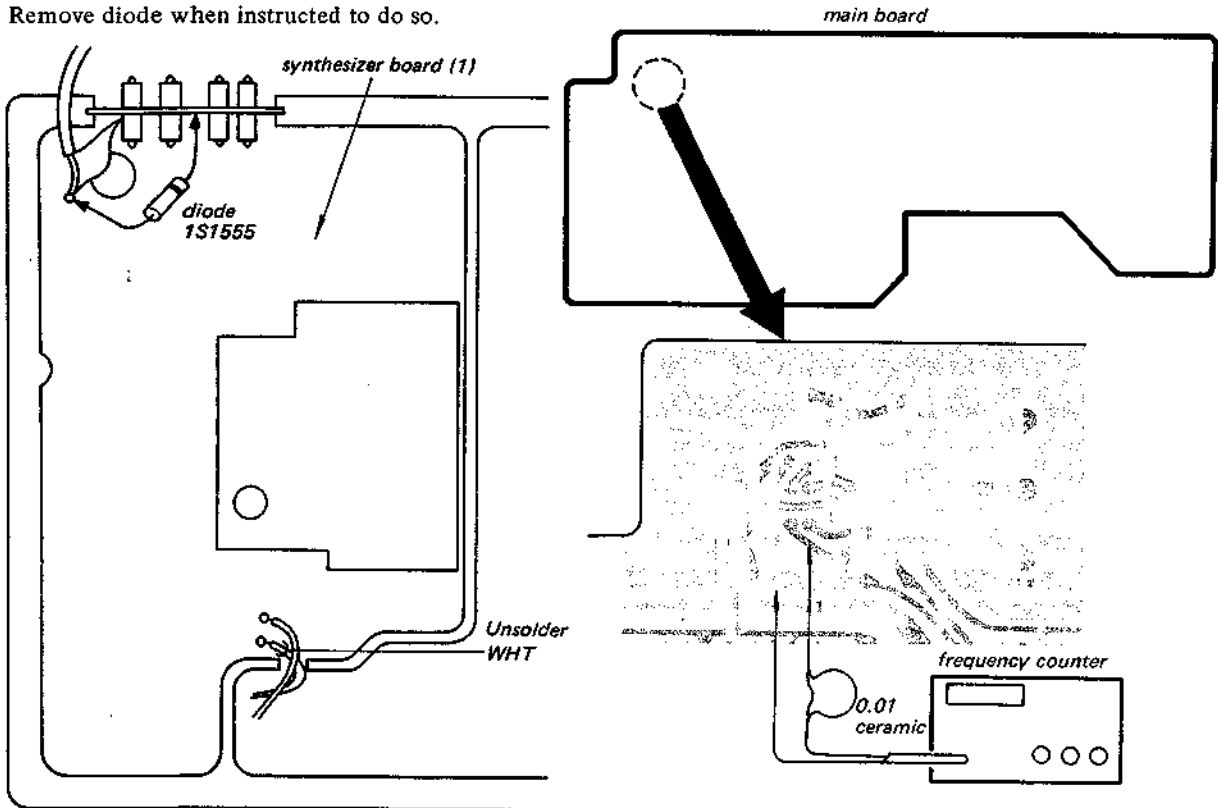 Remove diode when instructed to do so.
main board
synthesizer board (1)
diode
1S1555
Unsolder
WHT
frequency counter
0.01
ceramic